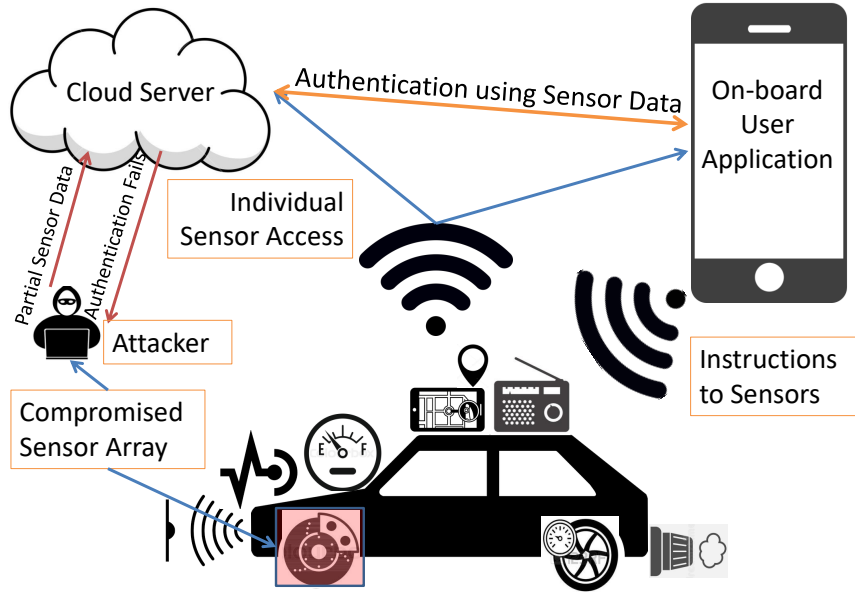 Cloud Server
Authentication using Sensor Data
On-board
User
Application
Partial Sensor Data
Authentication Fails
Individual
Sensor Access
Attacker
Instructions
to Sensors
Compromised
Sensor Array
E
F